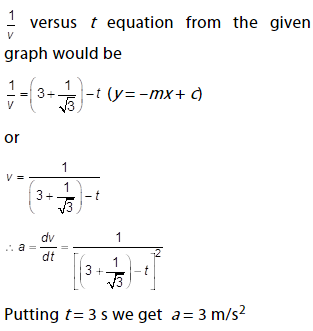 1/v versus t equation from the given
graph would be
1/v = (3 + 1/√3) – t (y = –mx + c)
or
v = 1/((3 + 1/√3) – t)
∴ a = dv/dt = 1/[(3 + 1/√3) – t]²
Putting t = 3 s we get a = 3 m/s²